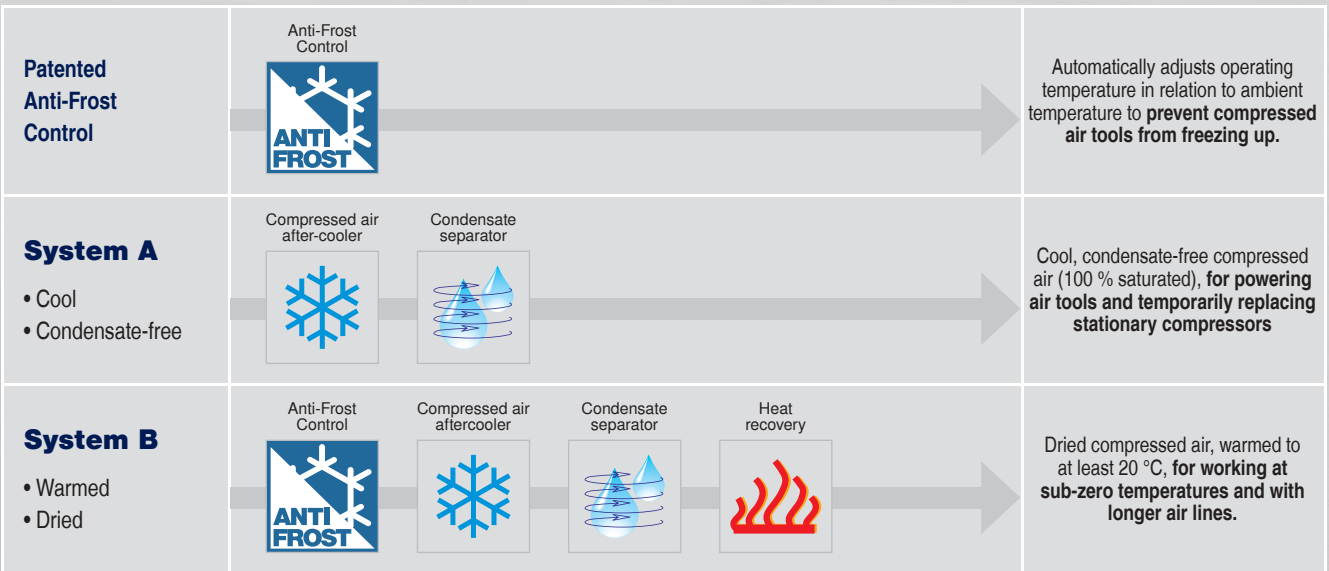 Patented
Anti-Frost
Control
Anti-Frost
Control
ANTI
FROST
Automatically adjusts operating
temperature in relation to ambient
temperature to prevent compressed
air tools from freezing up.
System A
• Cool
• Condensate-free
Compressed air
after-cooler
Condensate
separator
Cool, condensate-free compressed
air (100 % saturated), for powering
air tools and temporarily replacing
stationary compressors
System B
• Warmed
• Dried
Anti-Frost
Control
ANTI
FROST
Compressed air
aftercooler
Condensate
separator
Heat
recovery
Dried compressed air, warmed to
at least 20 °C, for working at
sub-zero temperatures and with
longer air lines.